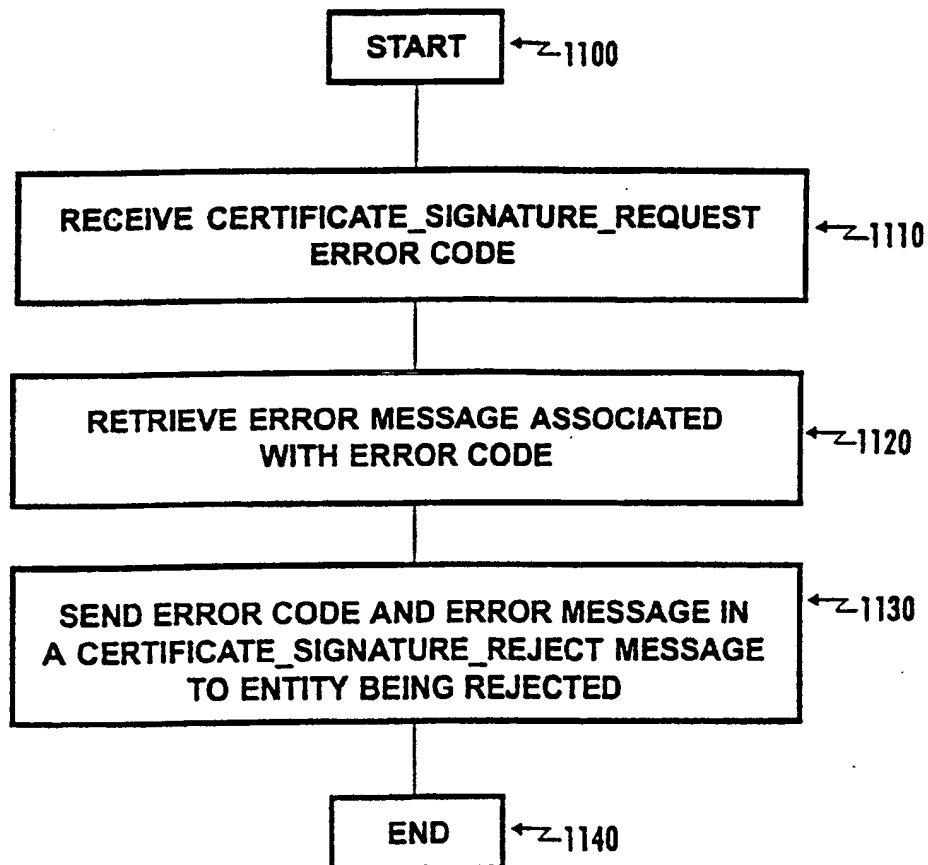 START
1100
RECEIVE CERTIFICATE_SIGNATURE_REQUEST
ERROR CODE
1110
RETRIEVE ERROR MESSAGE ASSOCIATED
WITH ERROR CODE
1120
SEND ERROR CODE AND ERROR MESSAGE IN
A CERTIFICATE_SIGNATURE_REJECT MESSAGE
TO ENTITY BEING REJECTED
1130
END
1140